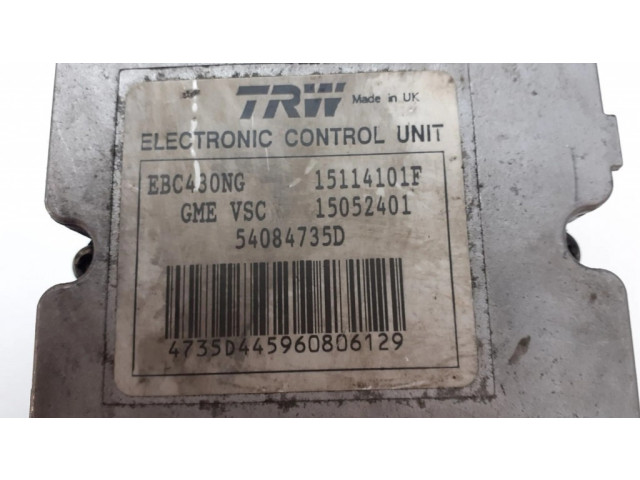 TRW Made in UK
ELECTRONIC CONTROL UNIT
EBC430NG 15114101F
GME VSC 15052401
54084735D
4735D445960806129